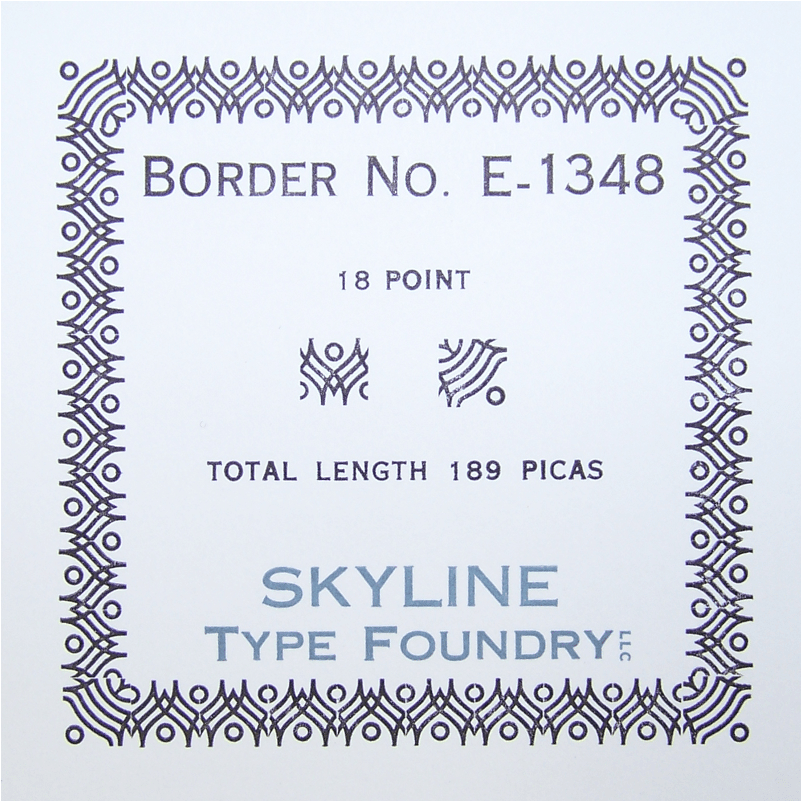 Border No. E-1348
18 POINT
TOTAL LENGTH 189 PICAS
SKYLINE
Type Foundry LLC